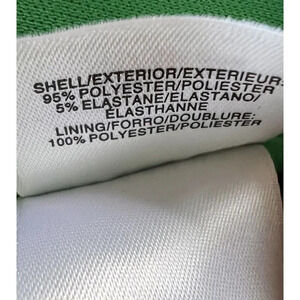 SHELL/EXTERIOR/EXTERIEUR:
95% POLYESTER/POLIESTER
5% ELASTANE/ELASTANO/
ELASTHANNE
LINING/FORRO/DOUBLURE:
100% POLYESTER/POLIESTER